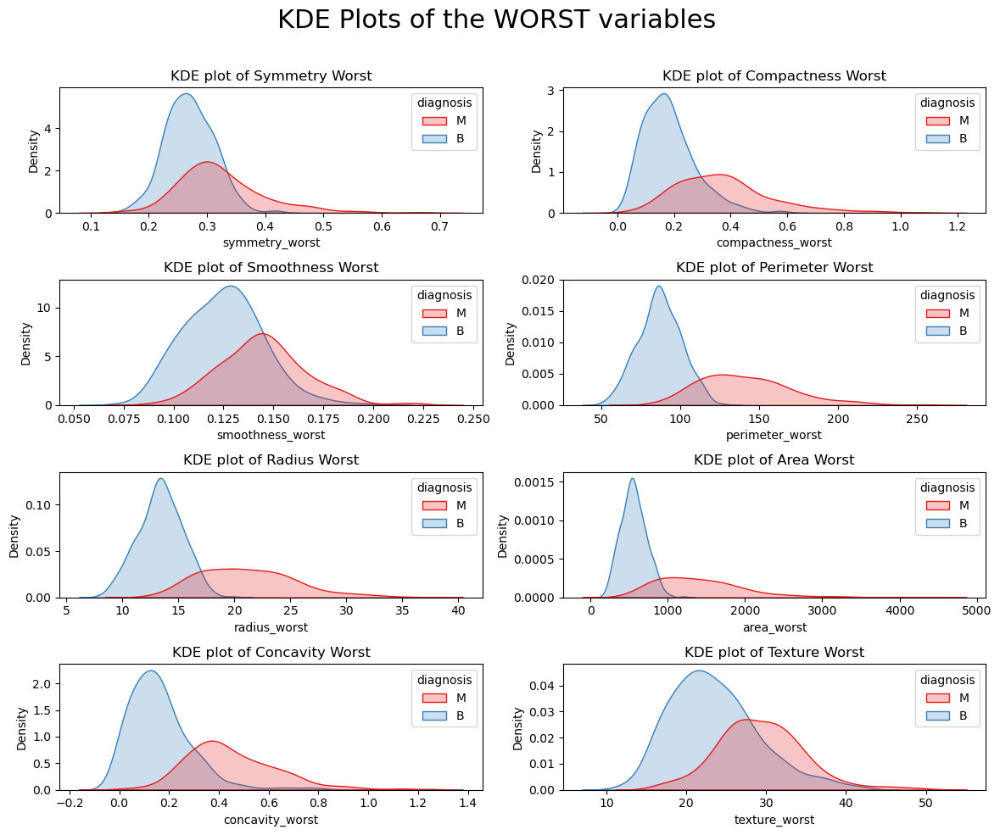 KDE Plots of the WORST variables
KDE plot of Symmetry Worst
Density
4
2
0
0.1 0.2 0.3 0.4 0.5 0.6 0.7
symmetry_worst
diagnosis
M
B
KDE plot of Compactness Worst
Density
3
2
1
0
0.0 0.2 0.4 0.6 0.8 1.0 1.2
compactness_worst
diagnosis
M
B
KDE plot of Smoothness Worst
Density
10
5
0
0.050 0.075 0.100 0.125 0.150 0.175 0.200 0.225 0.250
smoothness_worst
diagnosis
M
B
KDE plot of Perimeter Worst
Density
0.020
0.015
0.010
0.005
0.000
50 100 150 200 250
perimeter_worst
diagnosis
M
B
KDE plot of Radius Worst
Density
0.10
0.05
0.00
5 10 15 20 25 30 35 40
radius_worst
diagnosis
M
B
KDE plot of Area Worst
Density
0.0015
0.0010
0.0005
0.0000
0 1000 2000 3000 4000 5000
area_worst
diagnosis
M
B
KDE plot of Concavity Worst
Density
2.0
1.5
1.0
0.5
0.0
−0.2 0.0 0.2 0.4 0.6 0.8 1.0 1.2 1.4
concavity_worst
diagnosis
M
B
KDE plot of Texture Worst
Density
0.04
0.03
0.02
0.01
0.00
10 20 30 40 50
texture_worst
diagnosis
M
B